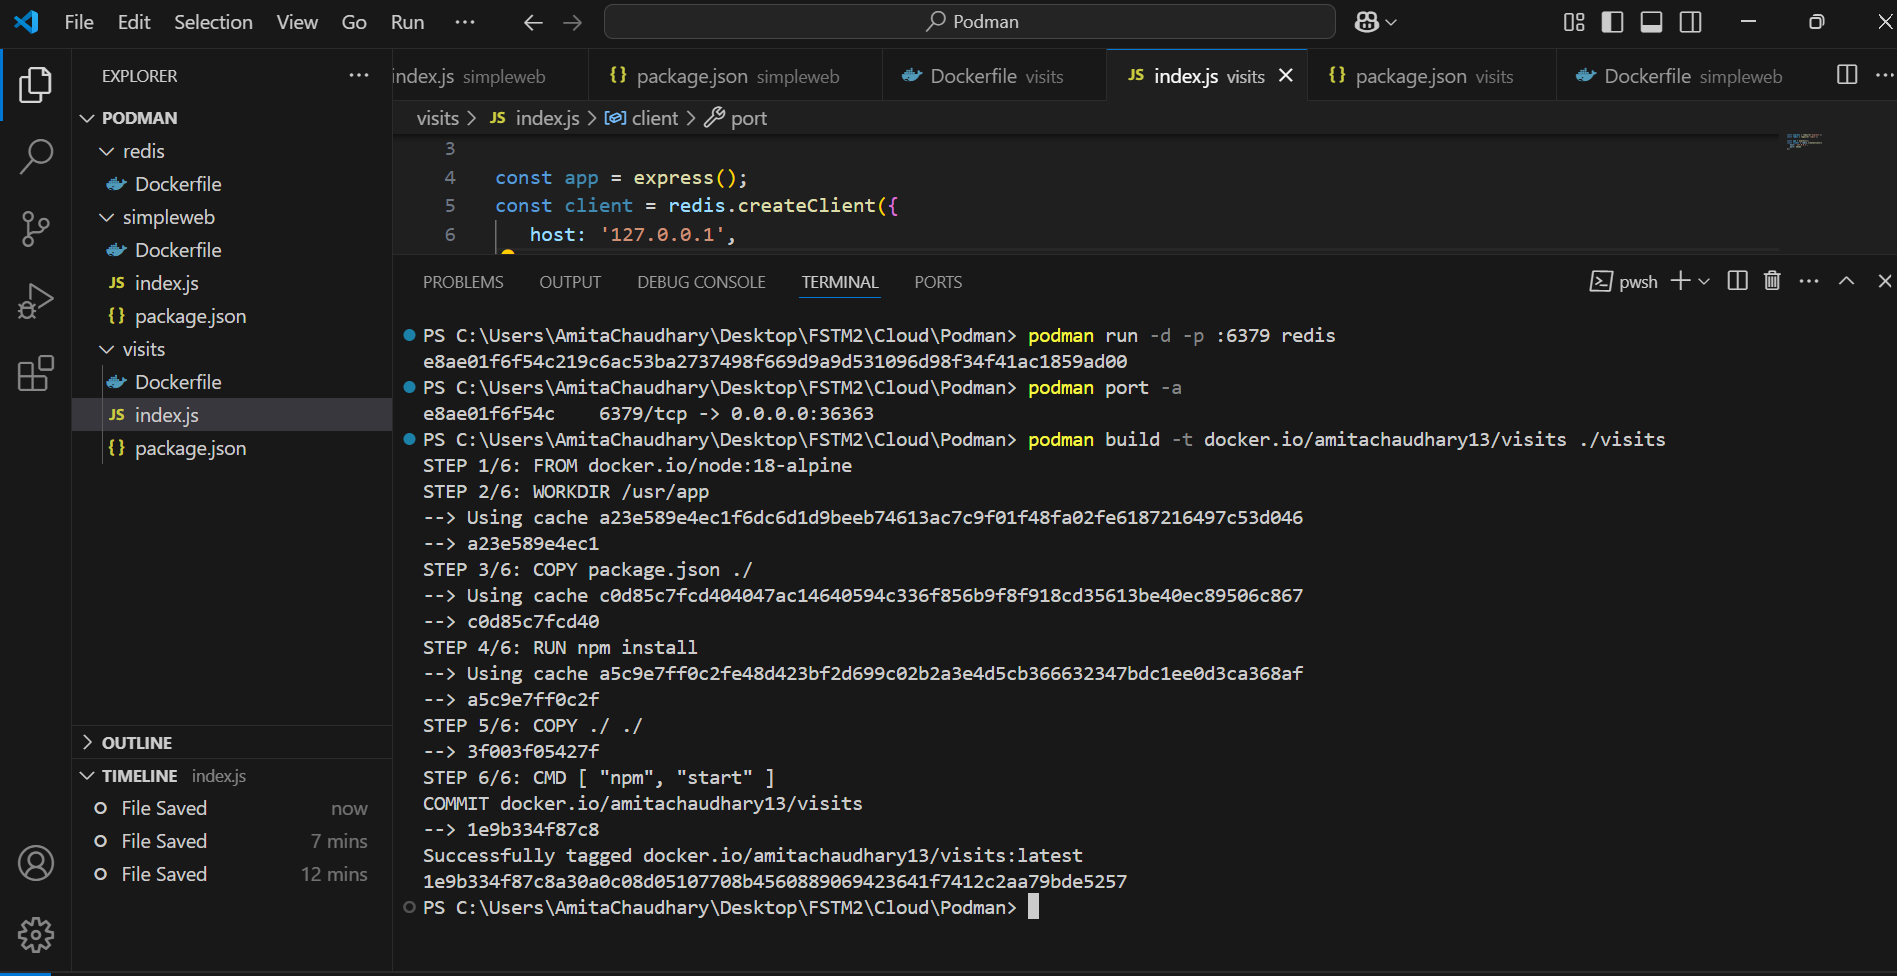 File Edit Selection View Go Run ··· Podman
EXPLORER ···
PODMAN
redis
Dockerfile
simpleweb
Dockerfile
JS index.js
{} package.json
visits
Dockerfile
JS index.js
{} package.json
OUTLINE
TIMELINE index.js
File Saved now
File Saved 7 mins
File Saved 12 mins
index.js simpleweb {} package.json simpleweb Dockerfile visits JS index.js visits {} package.json visits Dockerfile simpleweb
visits > JS index.js > client > port
3
4 const app = express();
5 const client = redis.createClient({
6 host: '127.0.0.1',
PROBLEMS OUTPUT DEBUG CONSOLE TERMINAL PORTS pwsh
PS C:\Users\AmitaChaudhary\Desktop\FSTM2\Cloud\Podman> podman run -d -p :6379 redis
e8ae01f6f54c219c6ac53ba2737498f669d9a9d531096d98f34f41ac1859ad00
PS C:\Users\AmitaChaudhary\Desktop\FSTM2\Cloud\Podman> podman port -a
e8ae01f6f54c    6379/tcp -> 0.0.0.0:36363
PS C:\Users\AmitaChaudhary\Desktop\FSTM2\Cloud\Podman> podman build -t docker.io/amitachaudhary13/visits ./visits
STEP 1/6: FROM docker.io/node:18-alpine
STEP 2/6: WORKDIR /usr/app
--> Using cache a23e589e4ec1f6dc6d1d9beeb74613ac7c9f01f48fa02fe6187216497c53d046
--> a23e589e4ec1
STEP 3/6: COPY package.json ./
--> Using cache c0d85c7fcd404047ac14640594c336f856b9f8f918cd35613be40ec89506c867
--> c0d85c7fcd40
STEP 4/6: RUN npm install
--> Using cache a5c9e7ff0c2fe48d423bf2d699c02b2a3e4d5cb366632347bdc1ee0d3ca368af
--> a5c9e7ff0c2f
STEP 5/6: COPY ./ ./
--> 3f003f05427f
STEP 6/6: CMD [ "npm", "start" ]
COMMIT docker.io/amitachaudhary13/visits
--> 1e9b334f87c8
Successfully tagged docker.io/amitachaudhary13/visits:latest
1e9b334f87c8a30a0c08d05107708b4560889069423641f7412c2aa79bde5257
PS C:\Users\AmitaChaudhary\Desktop\FSTM2\Cloud\Podman>